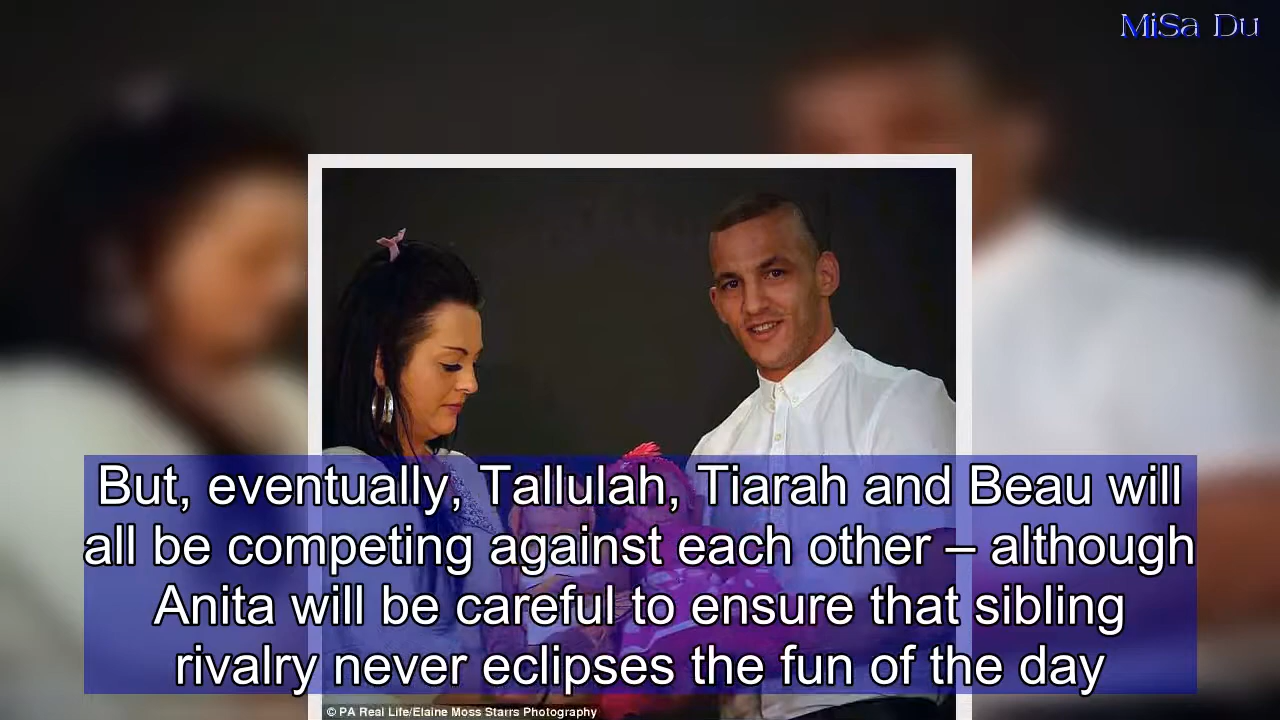 MiSa Du
But, eventually, Tallulah, Tiarah and Beau will
all be competing against each other – although
Anita will be careful to ensure that sibling
rivalry never eclipses the fun of the day
© PA Real Life/Elaine Moss Starrs Photography